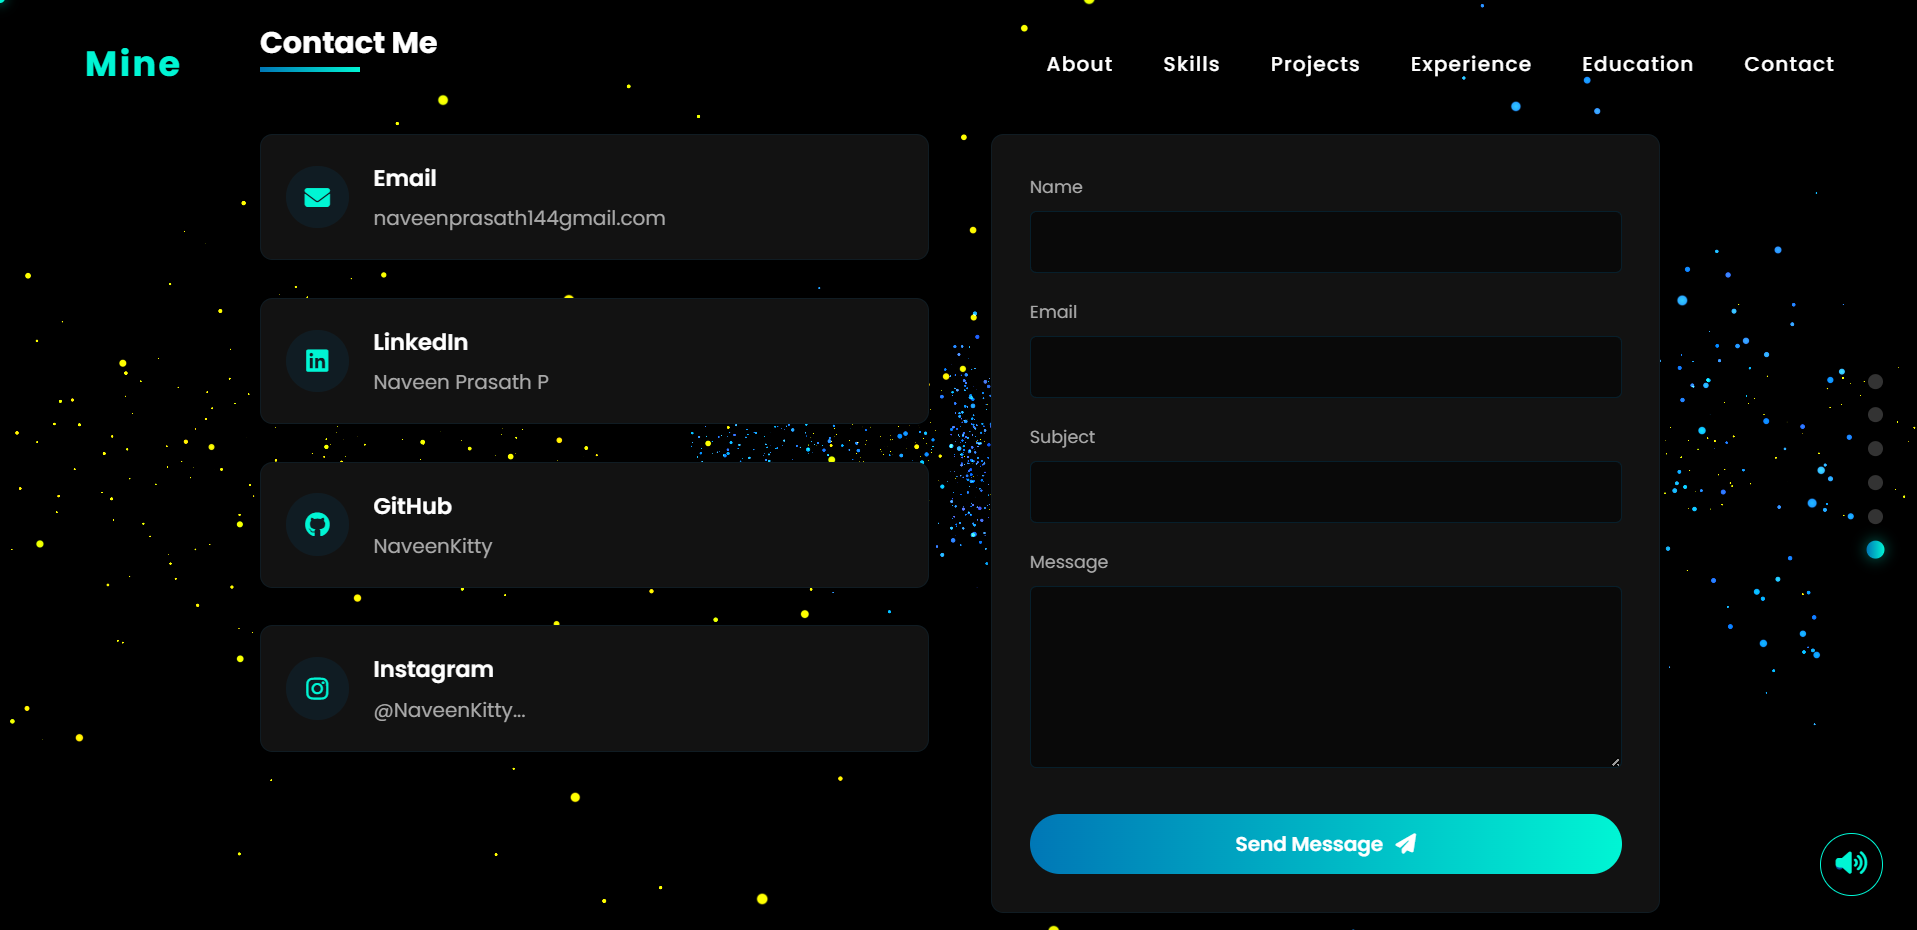 Mine
Contact Me
About Skills Projects Experience Education Contact
Email
naveenprasath144gmail.com
LinkedIn
Naveen Prasath P
GitHub
NaveenKitty
Instagram
@NaveenKitty...
Name
Email
Subject
Message
Send Message